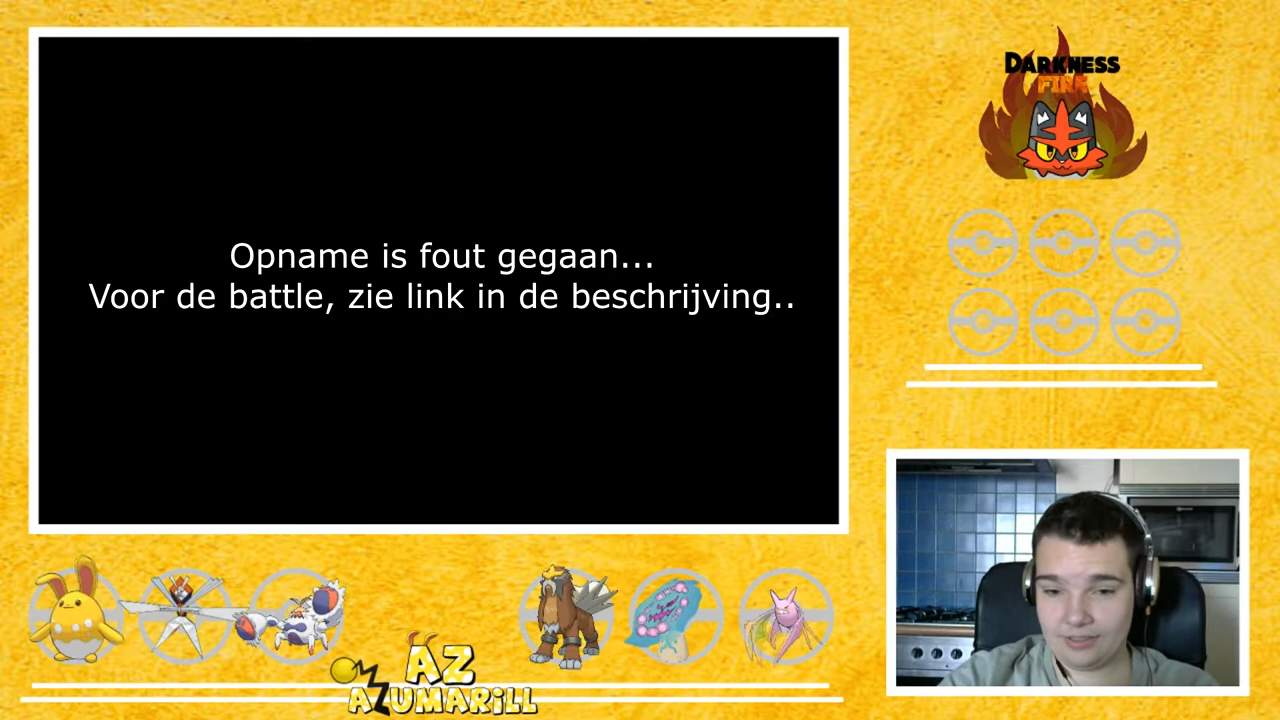 DARKNESS
FIRE
Opname is fout gegaan...
Voor de battle, zie link in de beschrijving..
AZ
AZUMARILL